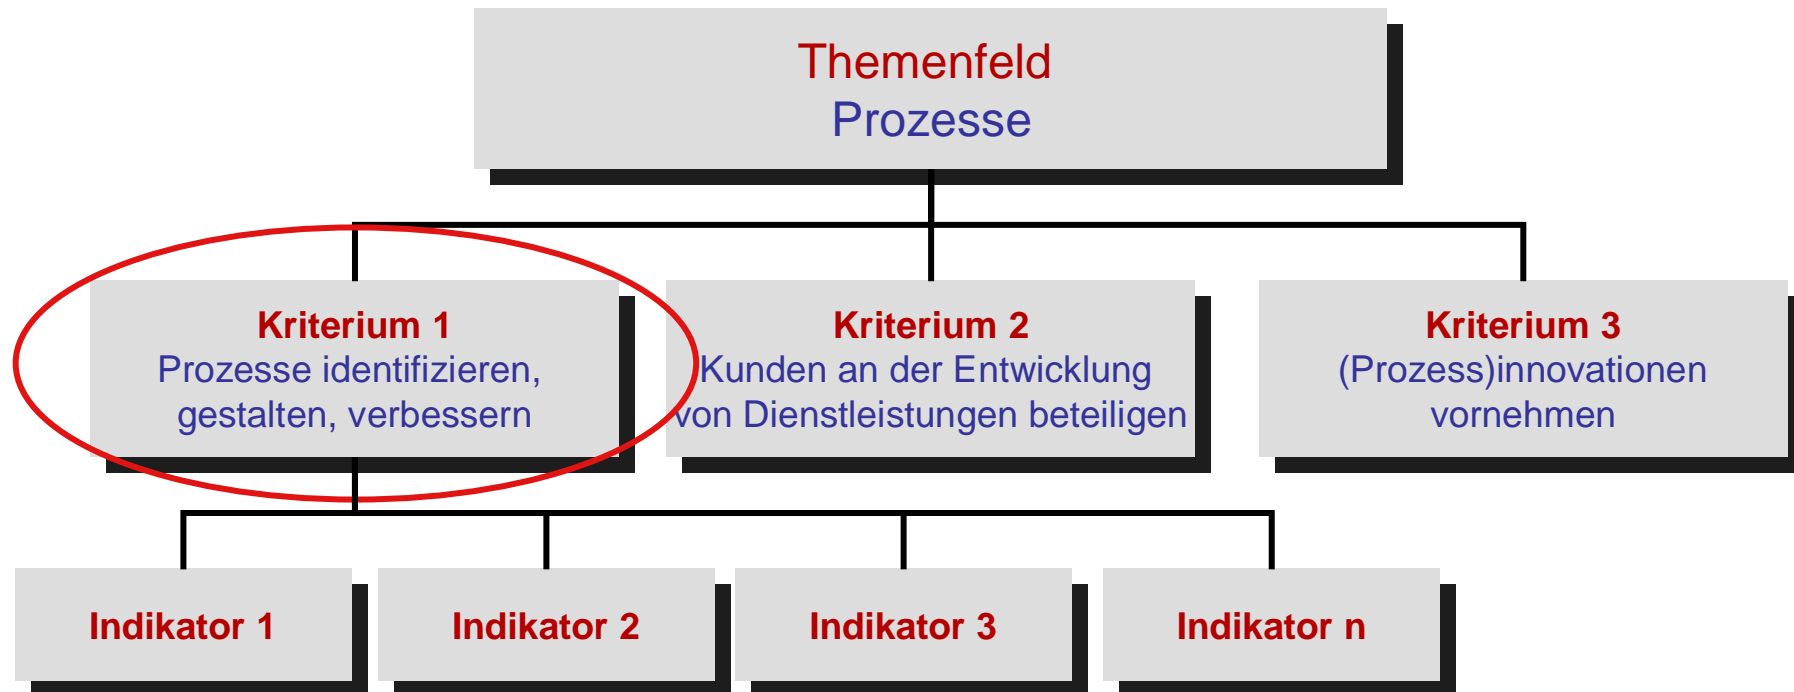 Themenfeld
Prozesse
Kriterium 1
Prozesse identifizieren,
gestalten, verbessern
Kriterium 2
Kunden an der Entwicklung
von Dienstleistungen beteiligen
Kriterium 3
(Prozess)innovationen
vornehmen
Indikator 1
Indikator 2
Indikator 3
Indikator n